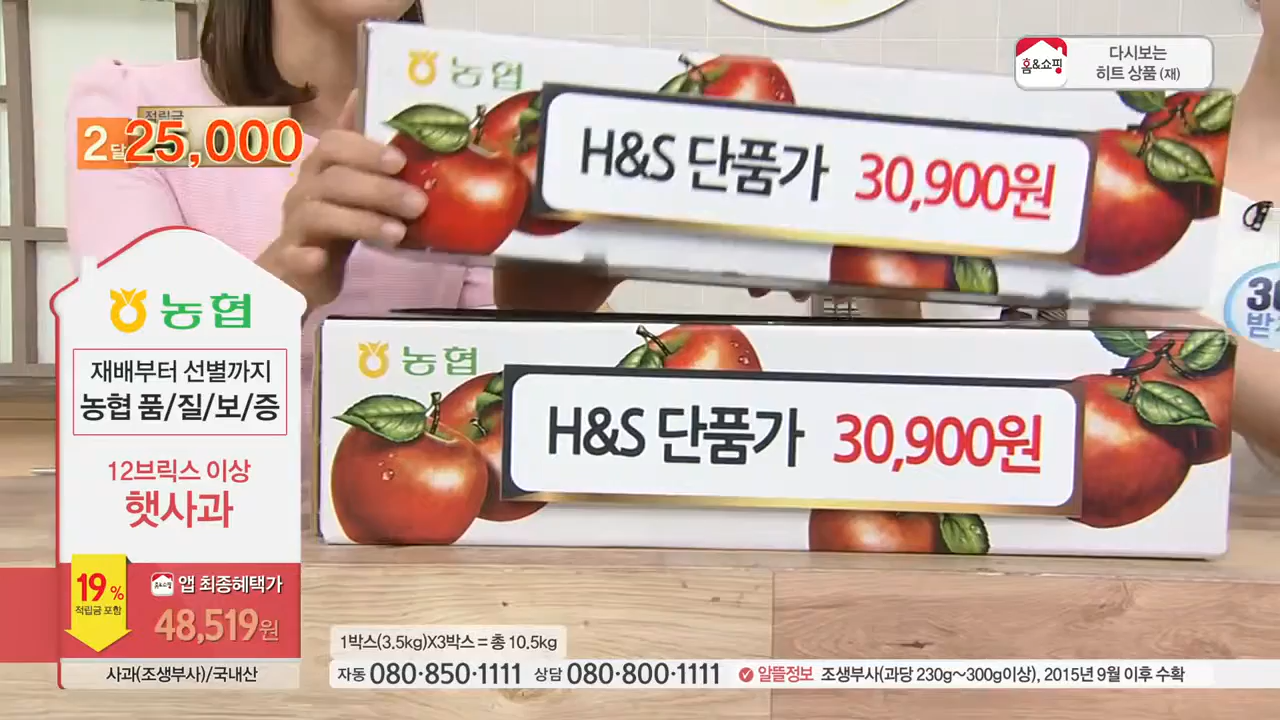 다시보는
히트 상품 (재)
홈&쇼핑
적립금
2달 25,000
농협
H&S 단품가 30,900원
농협
H&S 단품가 30,900원
농협
재배부터 선별까지
농협 품/질/보/증
12브릭스 이상
햇사과
19%
적립금 포함
홈&쇼핑 앱 최종혜택가
48,519원
사과(조생부사)/국내산
1박스(3.5kg)X3박스 = 총 10.5kg
자동 080·850·1111 상담 080·800·1111
알뜰정보 조생부사(과당 230g~300g이상), 2015년 9월 이후 수확